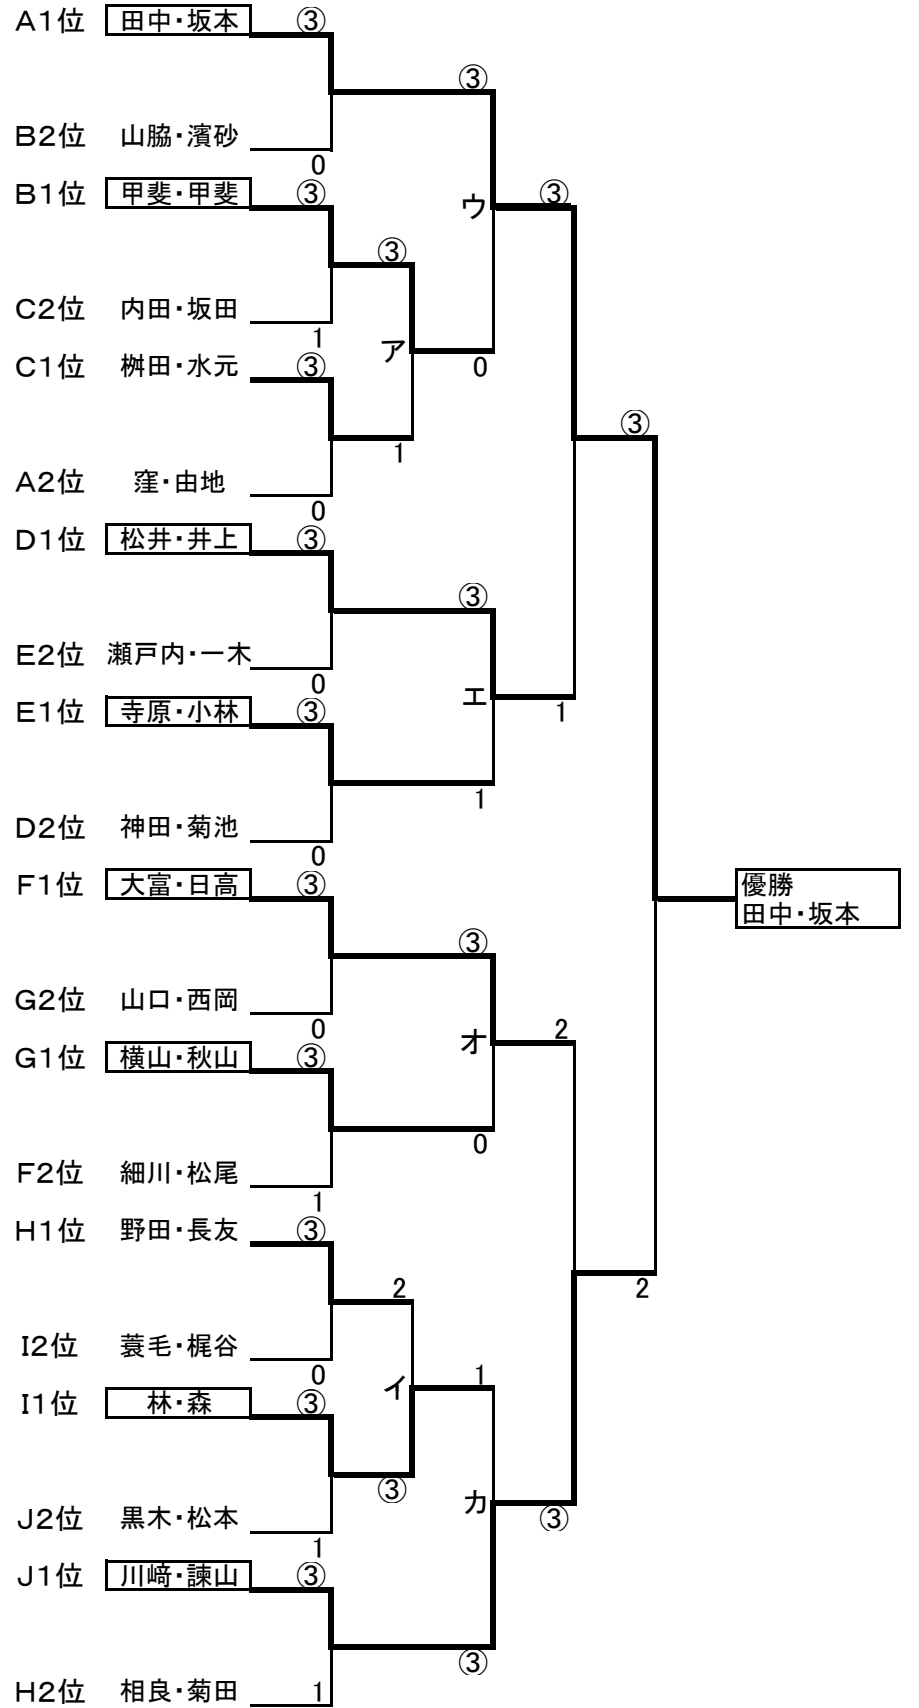 A1位 田中・坂本 ③
③
B2位 山脇・濱砂
0
B1位 甲斐・甲斐 ③
ウ ③
③
C2位 内田・坂田
1
ア
C1位 桝田・水元 ③
0
③
1
A2位 窪・由地
0
D1位 松井・井上 ③
③
E2位 瀬戸内・一木
0
エ
E1位 寺原・小林 ③
1
1
D2位 神田・菊池
0
F1位 大富・日高 ③
優勝
田中・坂本
③
G2位 山口・西岡
0
オ 2
G1位 横山・秋山 ③
0
F2位 細川・松尾
1
H1位 野田・長友 ③
2
2
I2位 蓑毛・梶谷
0
イ 1
I1位 林・森 ③
③
カ
J2位 黒木・松本
③
1
J1位 川﨑・諫山 ③
③
H2位 相良・菊田 1